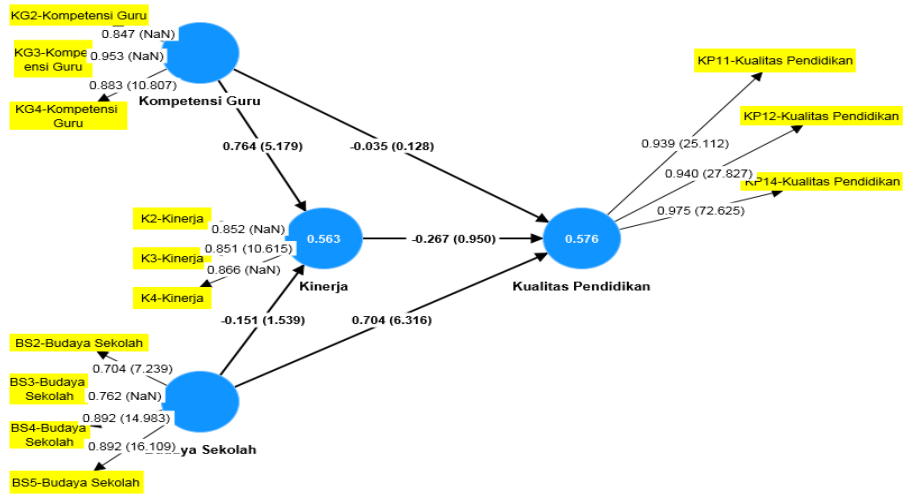 KG2-Kompetensi Guru
0.847 (NaN)
KG3-Kompe
ensi Guru
0.953 (NaN)
0.883 (10.807)
KG4-Kompetensi
Guru
Kompetensi Guru
0.764 (5.179)
-0.035 (0.128)
KP11-Kualitas Pendidikan
KP12-Kualitas Pendidikan
0.939 (25.112)
0.940 (27.827)
KP14-Kualitas Pendidikan
0.975 (72.625)
K2-Kinerja
0.852 (NaN)
K3-Kinerja
0.851 (10.615)
0.866 (NaN)
K4-Kinerja
0.563
Kinerja
-0.267 (0.950)
0.576
Kualitas Pendidikan
-0.151 (1.539)
0.704 (6.316)
BS2-Budaya Sekolah
0.704 (7.239)
BS3-Budaya
Sekolah
0.762 (NaN)
0.892 (14.983)
BS4-Budaya
Sekolah
0.892 (16.109)
ya Sekolah
BS5-Budaya Sekolah